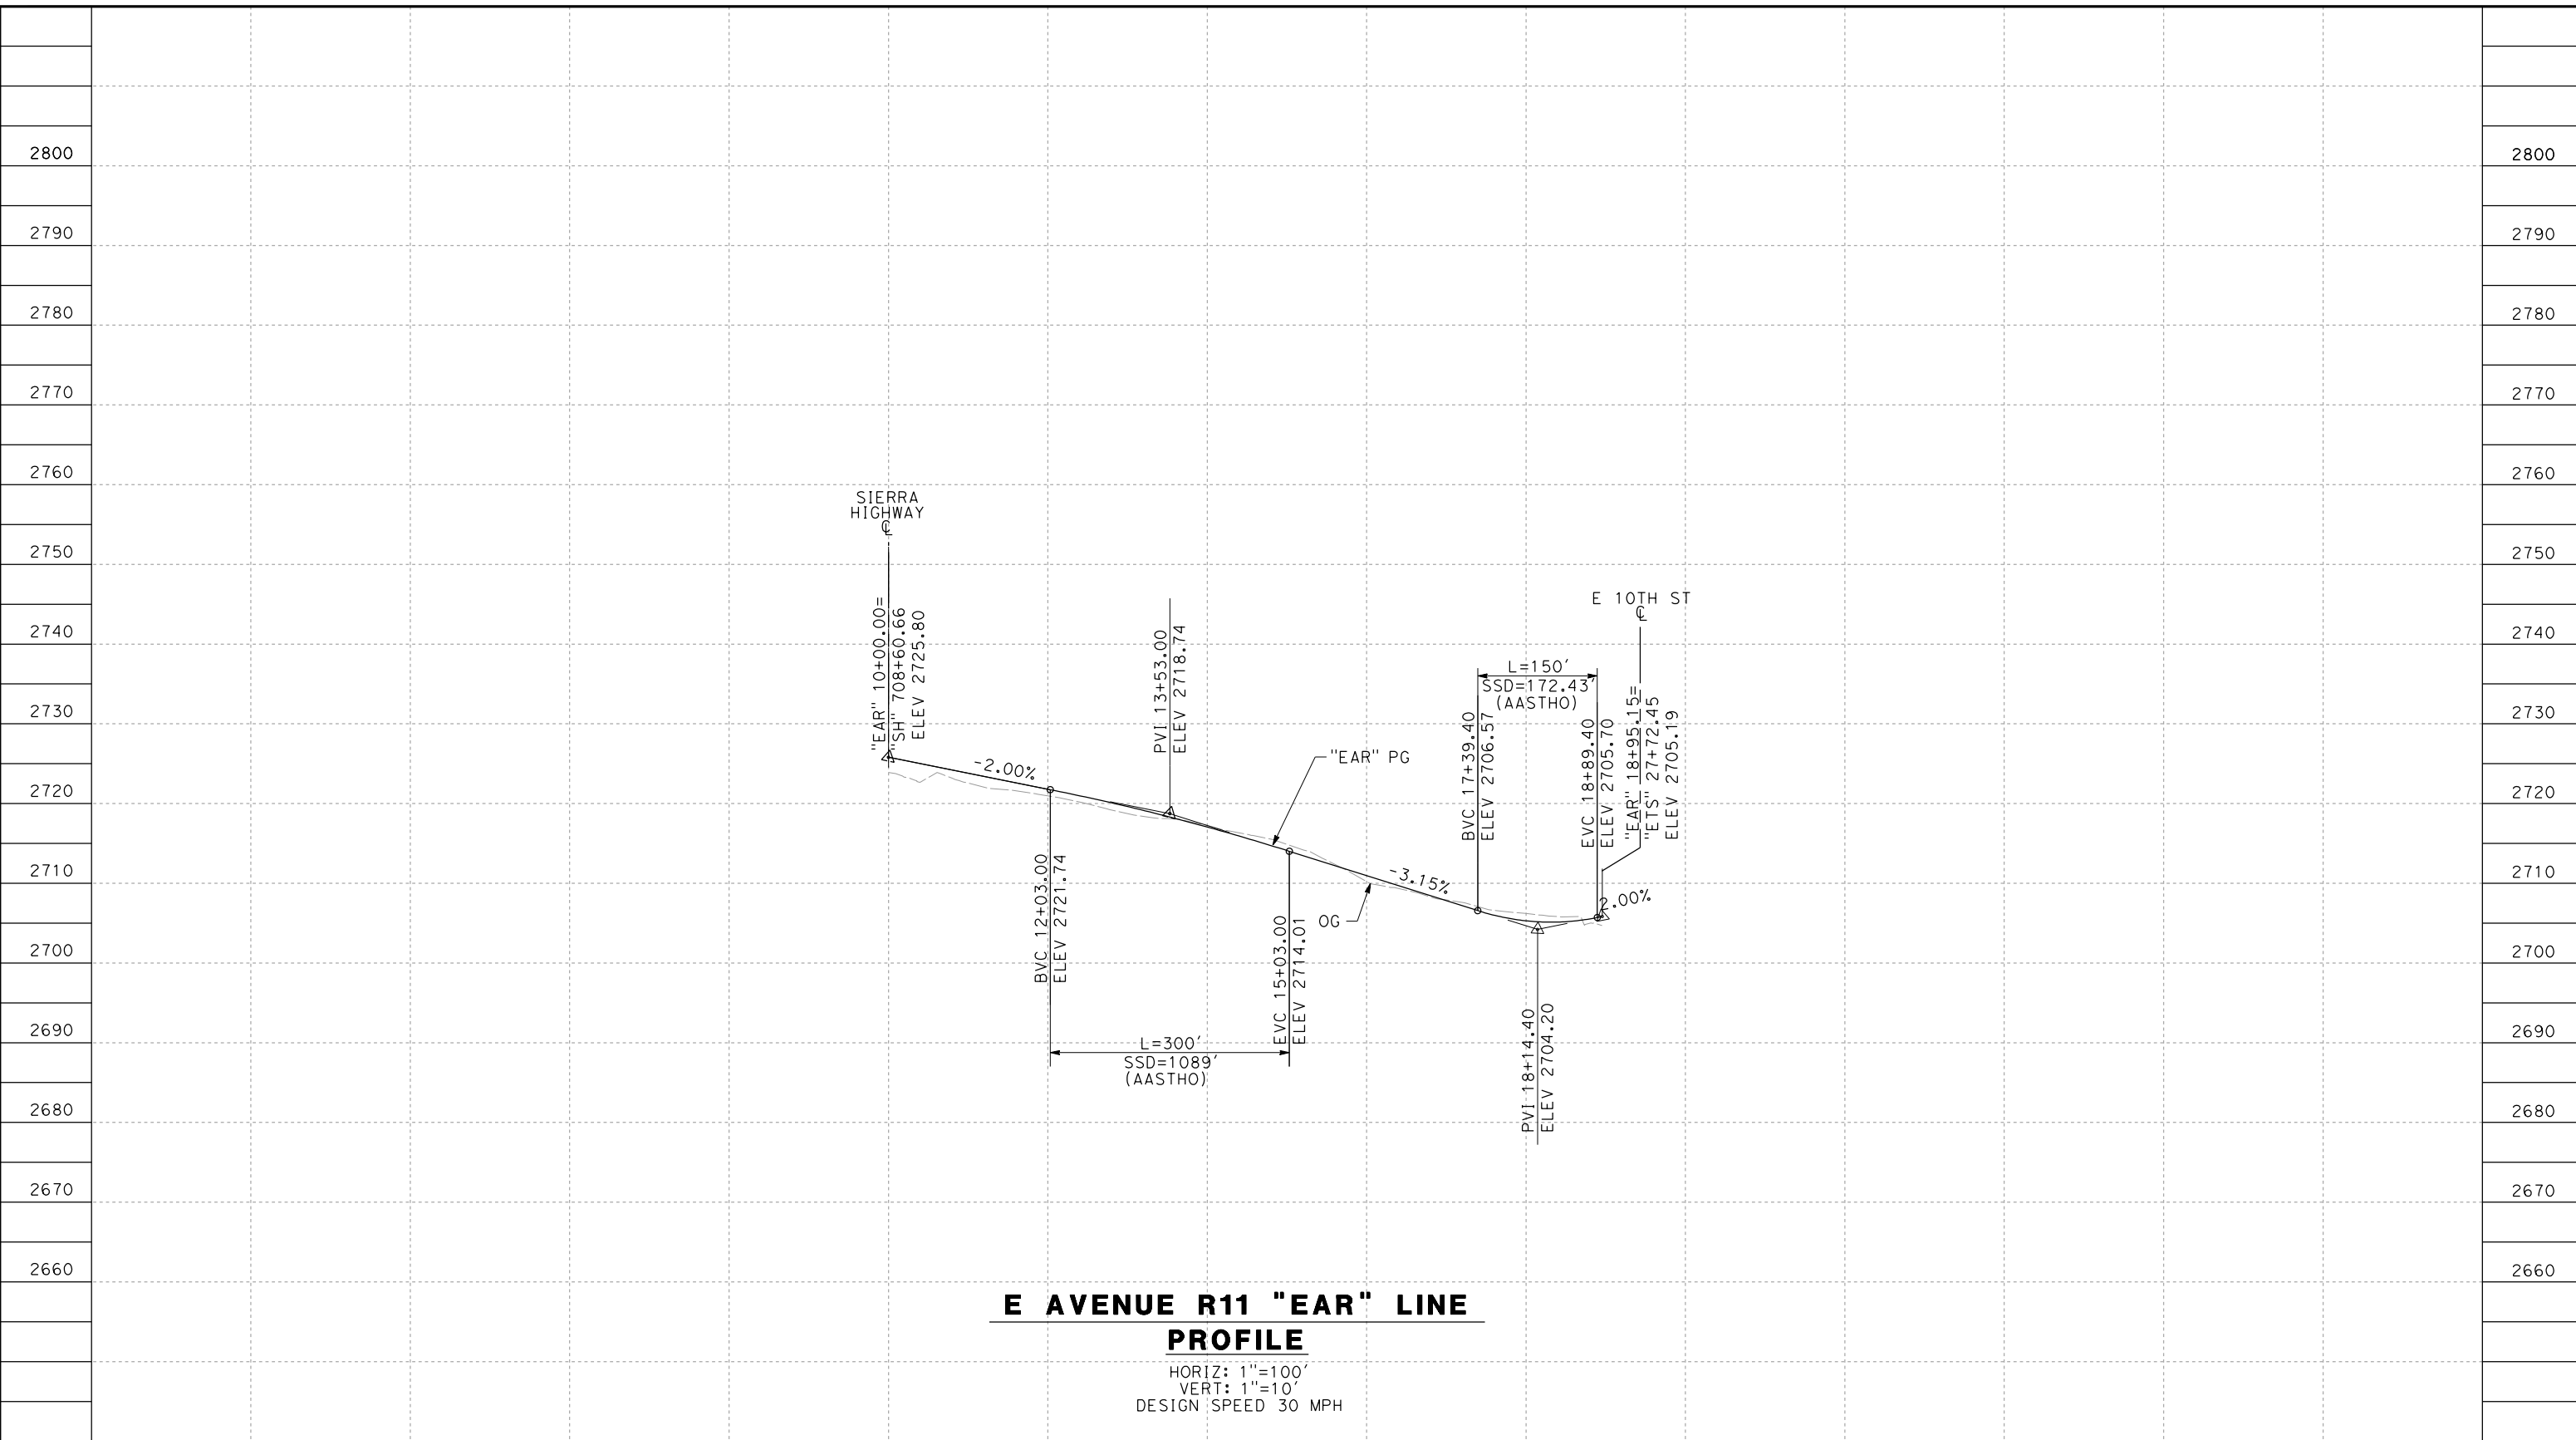 2800
2790
2780
2770
2760
2750
2740
2730
2720
2710
2700
2690
2680
2670
2660
SIERRA
HIGHWAY
℄
"EAR" 10+00.00=
"SH" 708+60.66
ELEV 2725.80
-2.00%
BVC 12+03.00
ELEV 2721.74
PVI 13+53.00
ELEV 2718.74
L=300'
SSD=1089'
(AASTHO)
EVC 15+03.00
ELEV 2714.01
"EAR" PG
OG
-3.15%
BVC 17+39.40
ELEV 2706.57
L=150'
SSD=172.43'
(AASTHO)
PVI 18+14.40
ELEV 2704.20
EVC 18+89.40
ELEV 2705.70
E 10TH ST
℄
"EAR" 18+95.15=
"ETS" 27+72.45
ELEV 2705.19
2.00%
2800
2790
2780
2770
2760
2750
2740
2730
2720
2710
2700
2690
2680
2670
2660
E AVENUE R11 "EAR" LINE
PROFILE
HORIZ: 1"=100'
VERT: 1"=10'
DESIGN SPEED 30 MPH